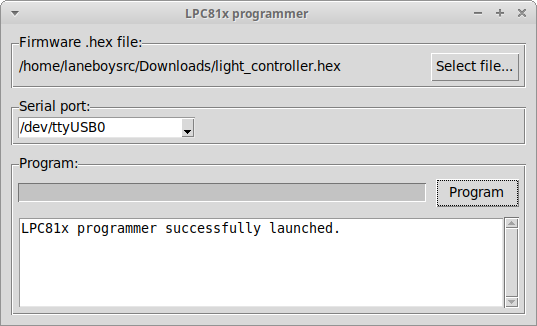 LPC81x programmer
Firmware .hex file:
/home/laneboysrc/Downloads/light_controller.hex
Select file...
Serial port:
/dev/ttyUSB0
Program:
Program
LPC81x programmer successfully launched.